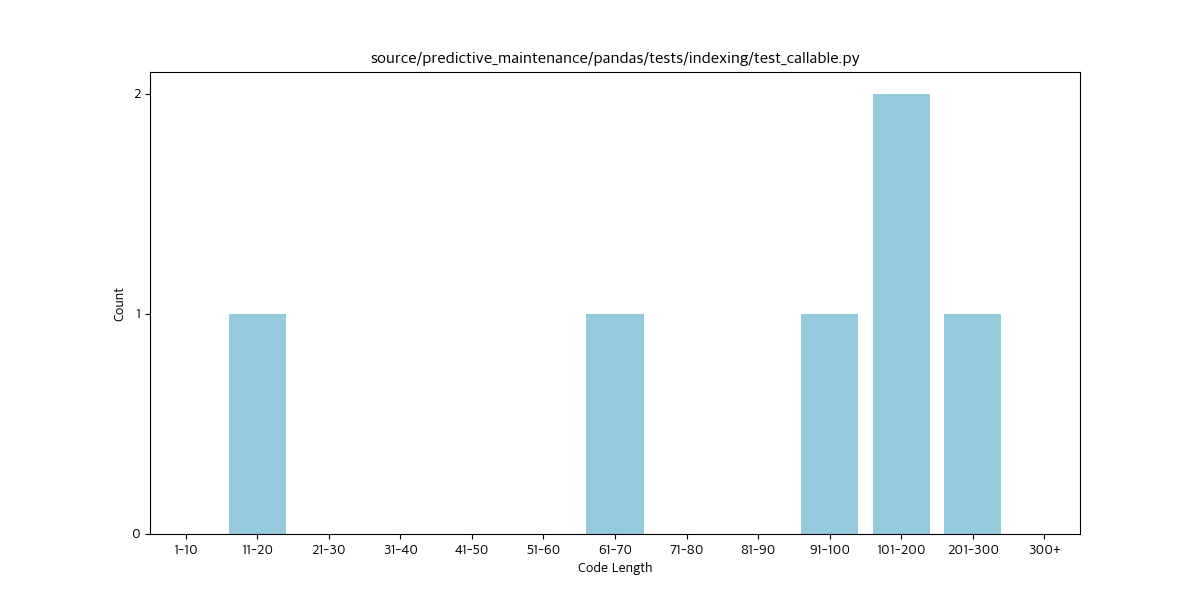 source/predictive_maintenance/pandas/tests/indexing/test_callable.py
Count
2
1
0
1-10 11-20 21-30 31-40 41-50 51-60 61-70 71-80 81-90 91-100 101-200 201-300 300+
Code Length